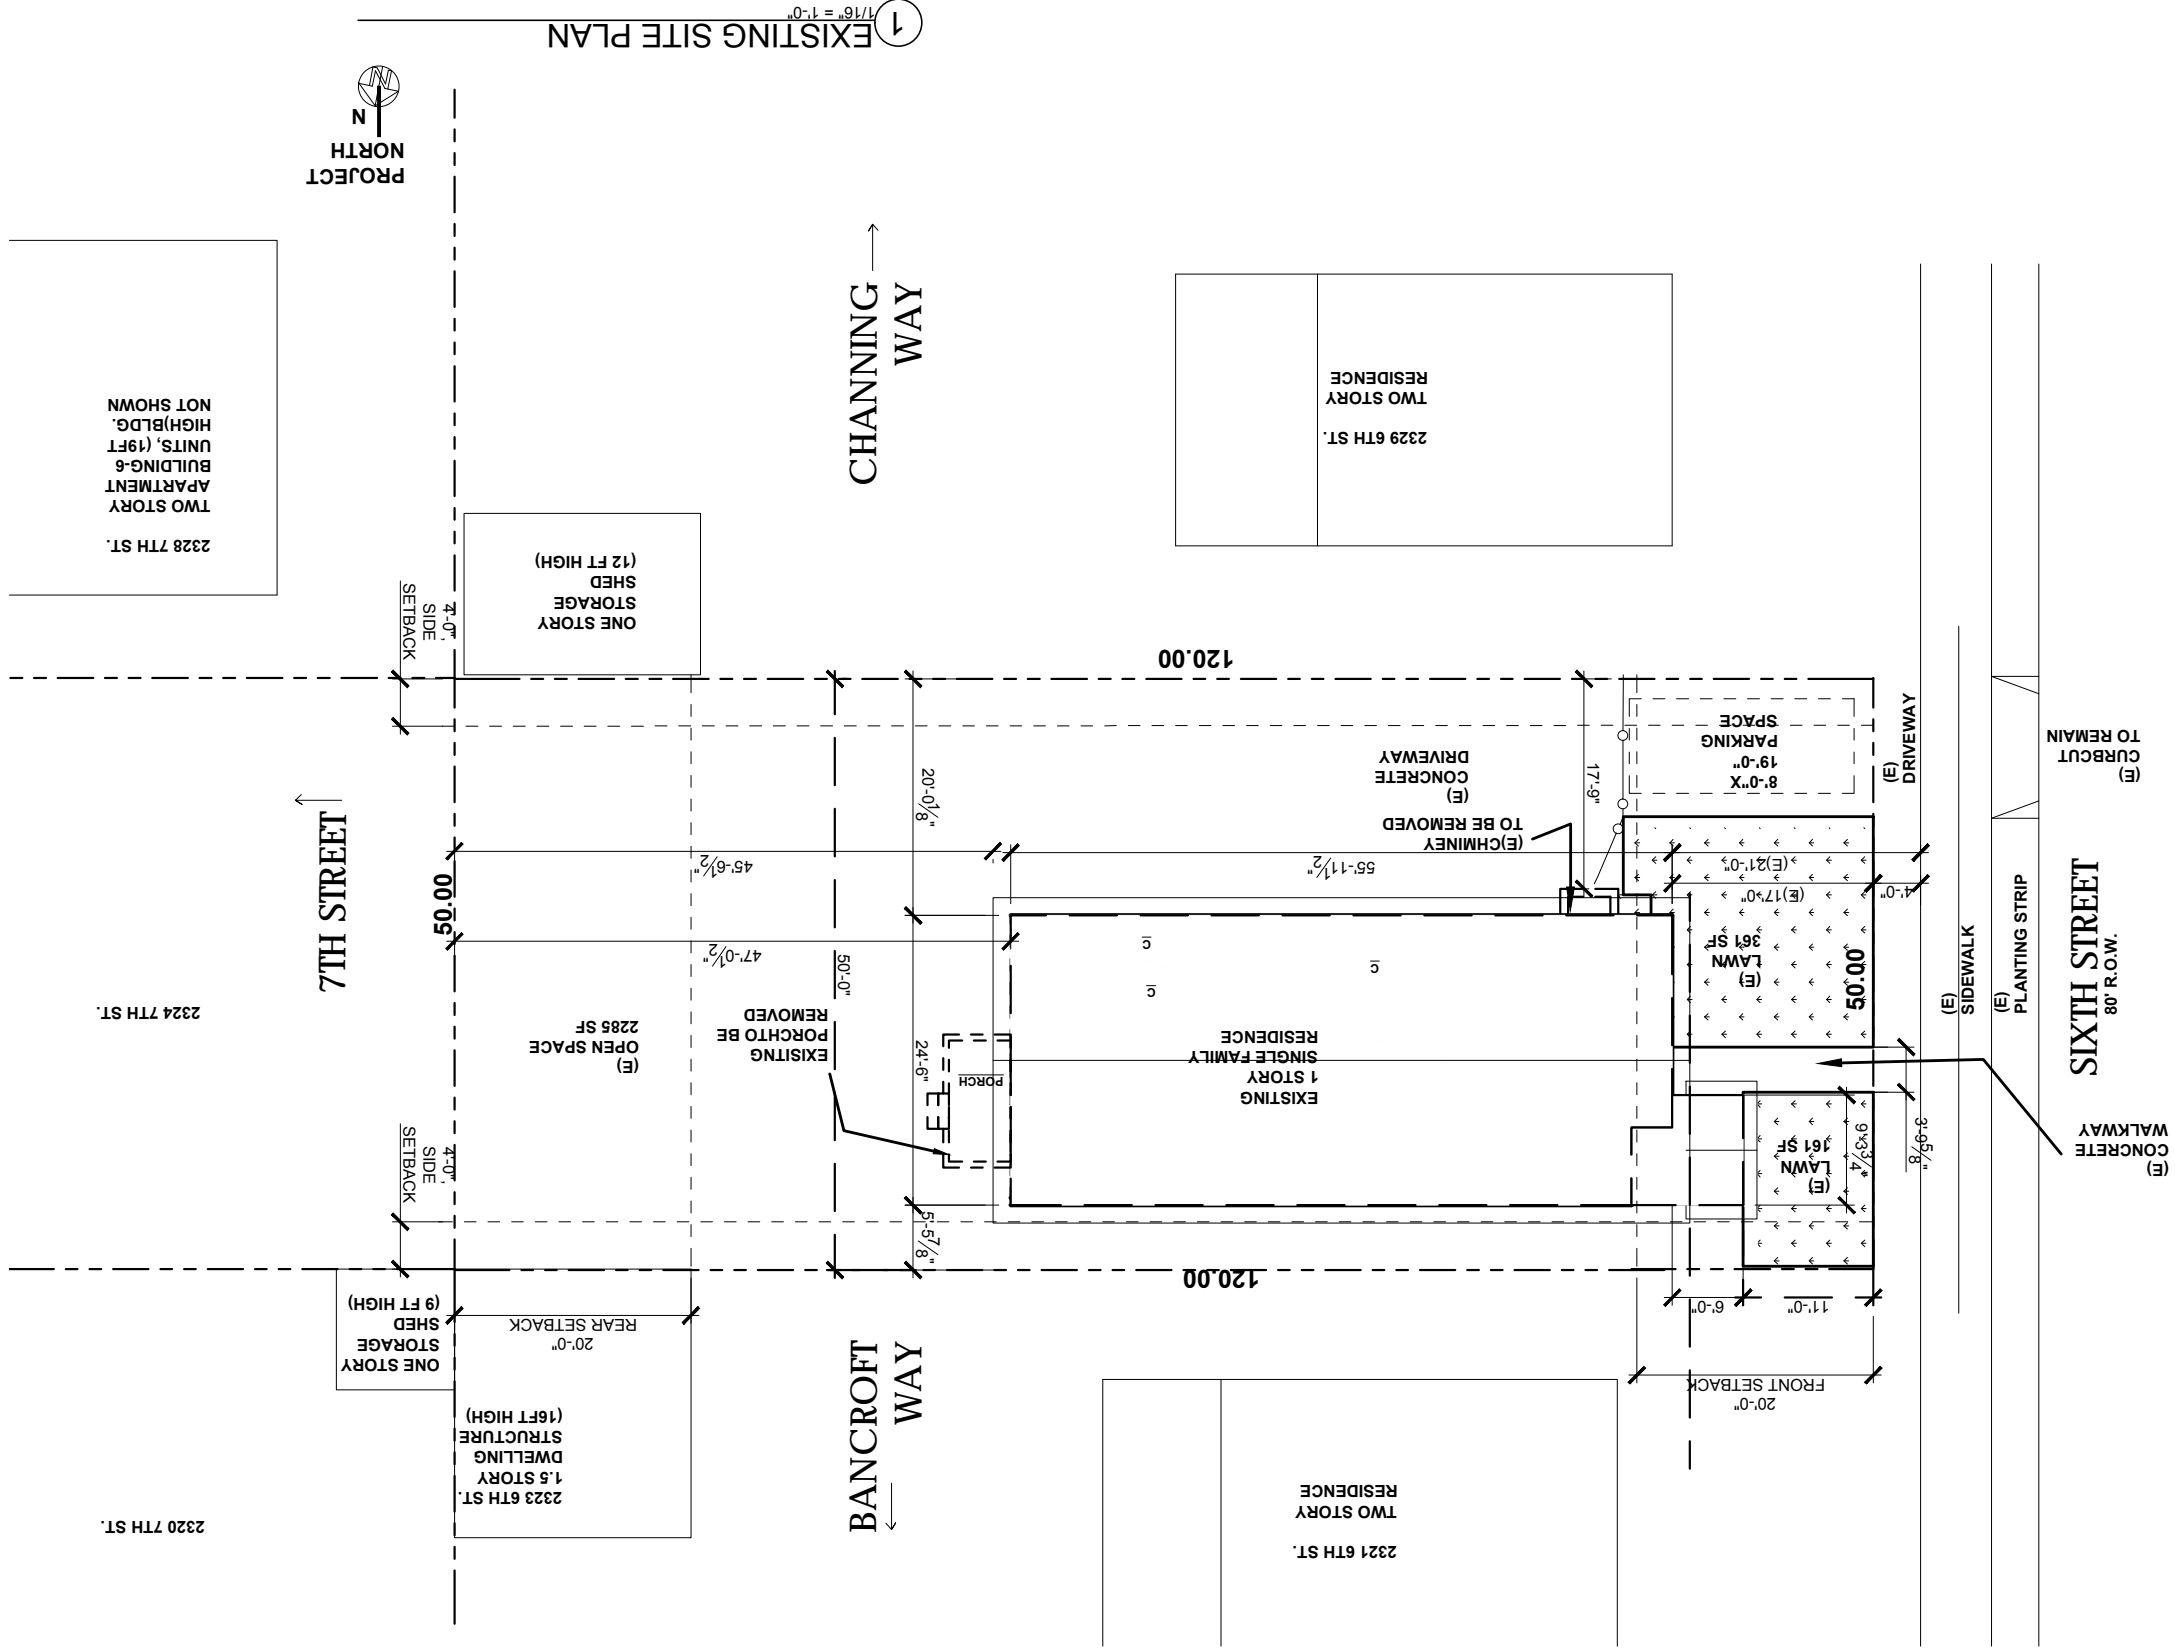 2320 7TH ST.
2321 6TH ST.
TWO STORY
RESIDENCE
2323 6TH ST.
1.5 STORY
DWELLING
STRUCTURE
(16FT HIGH)
BANCROFT
WAY
20'-0"
FRONT SETBACK
ONE STORY
STORAGE
SHED
(9 FT HIGH)
20'-0"
REAR SETBACK
6'-0"
11'-0"
120.00
5'-5 7/8"
4'-0",
SIDE
SETBACK
(E)
CONCRETE
WALKWAY
(E)
LAWN
161 SF
9'-3 3/4"
3'-9 5/8"
EXISTING
1 STORY
SINGLE FAMILY
RESIDENCE
PORCH
24'-6"
EXISITNG
PORCHTO BE
REMOVED
(E)
OPEN SPACE
2285 SF
SIXTH STREET
80' R.O.W.
(E)
PLANTING STRIP
(E)
SIDEWALK
50.00
(E)
LAWN
361 SF
C
C
C
50'-0"
47'-0 1/2"
2324 7TH ST.
7TH STREET
50.00
4'-0"
(E)17'-0"
(E)21'-0"
55'-11 1/2"
45'-6 1/2"
(E)CHMINEY
TO BE REMOVED
(E)
CONCRETE
DRIVEWAY
17'-9"
20'-0 1/8"
8'-0"X
19'-0"
PARKING
SPACE
(E)
DRIVEWAY
(E)
CURBCUT
TO REMAIN
120.00
4'-0",
SIDE
SETBACK
ONE STORY
STORAGE
SHED
(12 FT HIGH)
2328 7TH ST.
TWO STORY
APARTMENT
BUILDING-6
UNITS, (19FT
HIGH)BLDG.
NOT SHOWN
2329 6TH ST.
TWO STORY
RESIDENCE
CHANNING
WAY
PROJECT
NORTH
N
N
1
EXISTING SITE PLAN
1/16" = 1'-0"